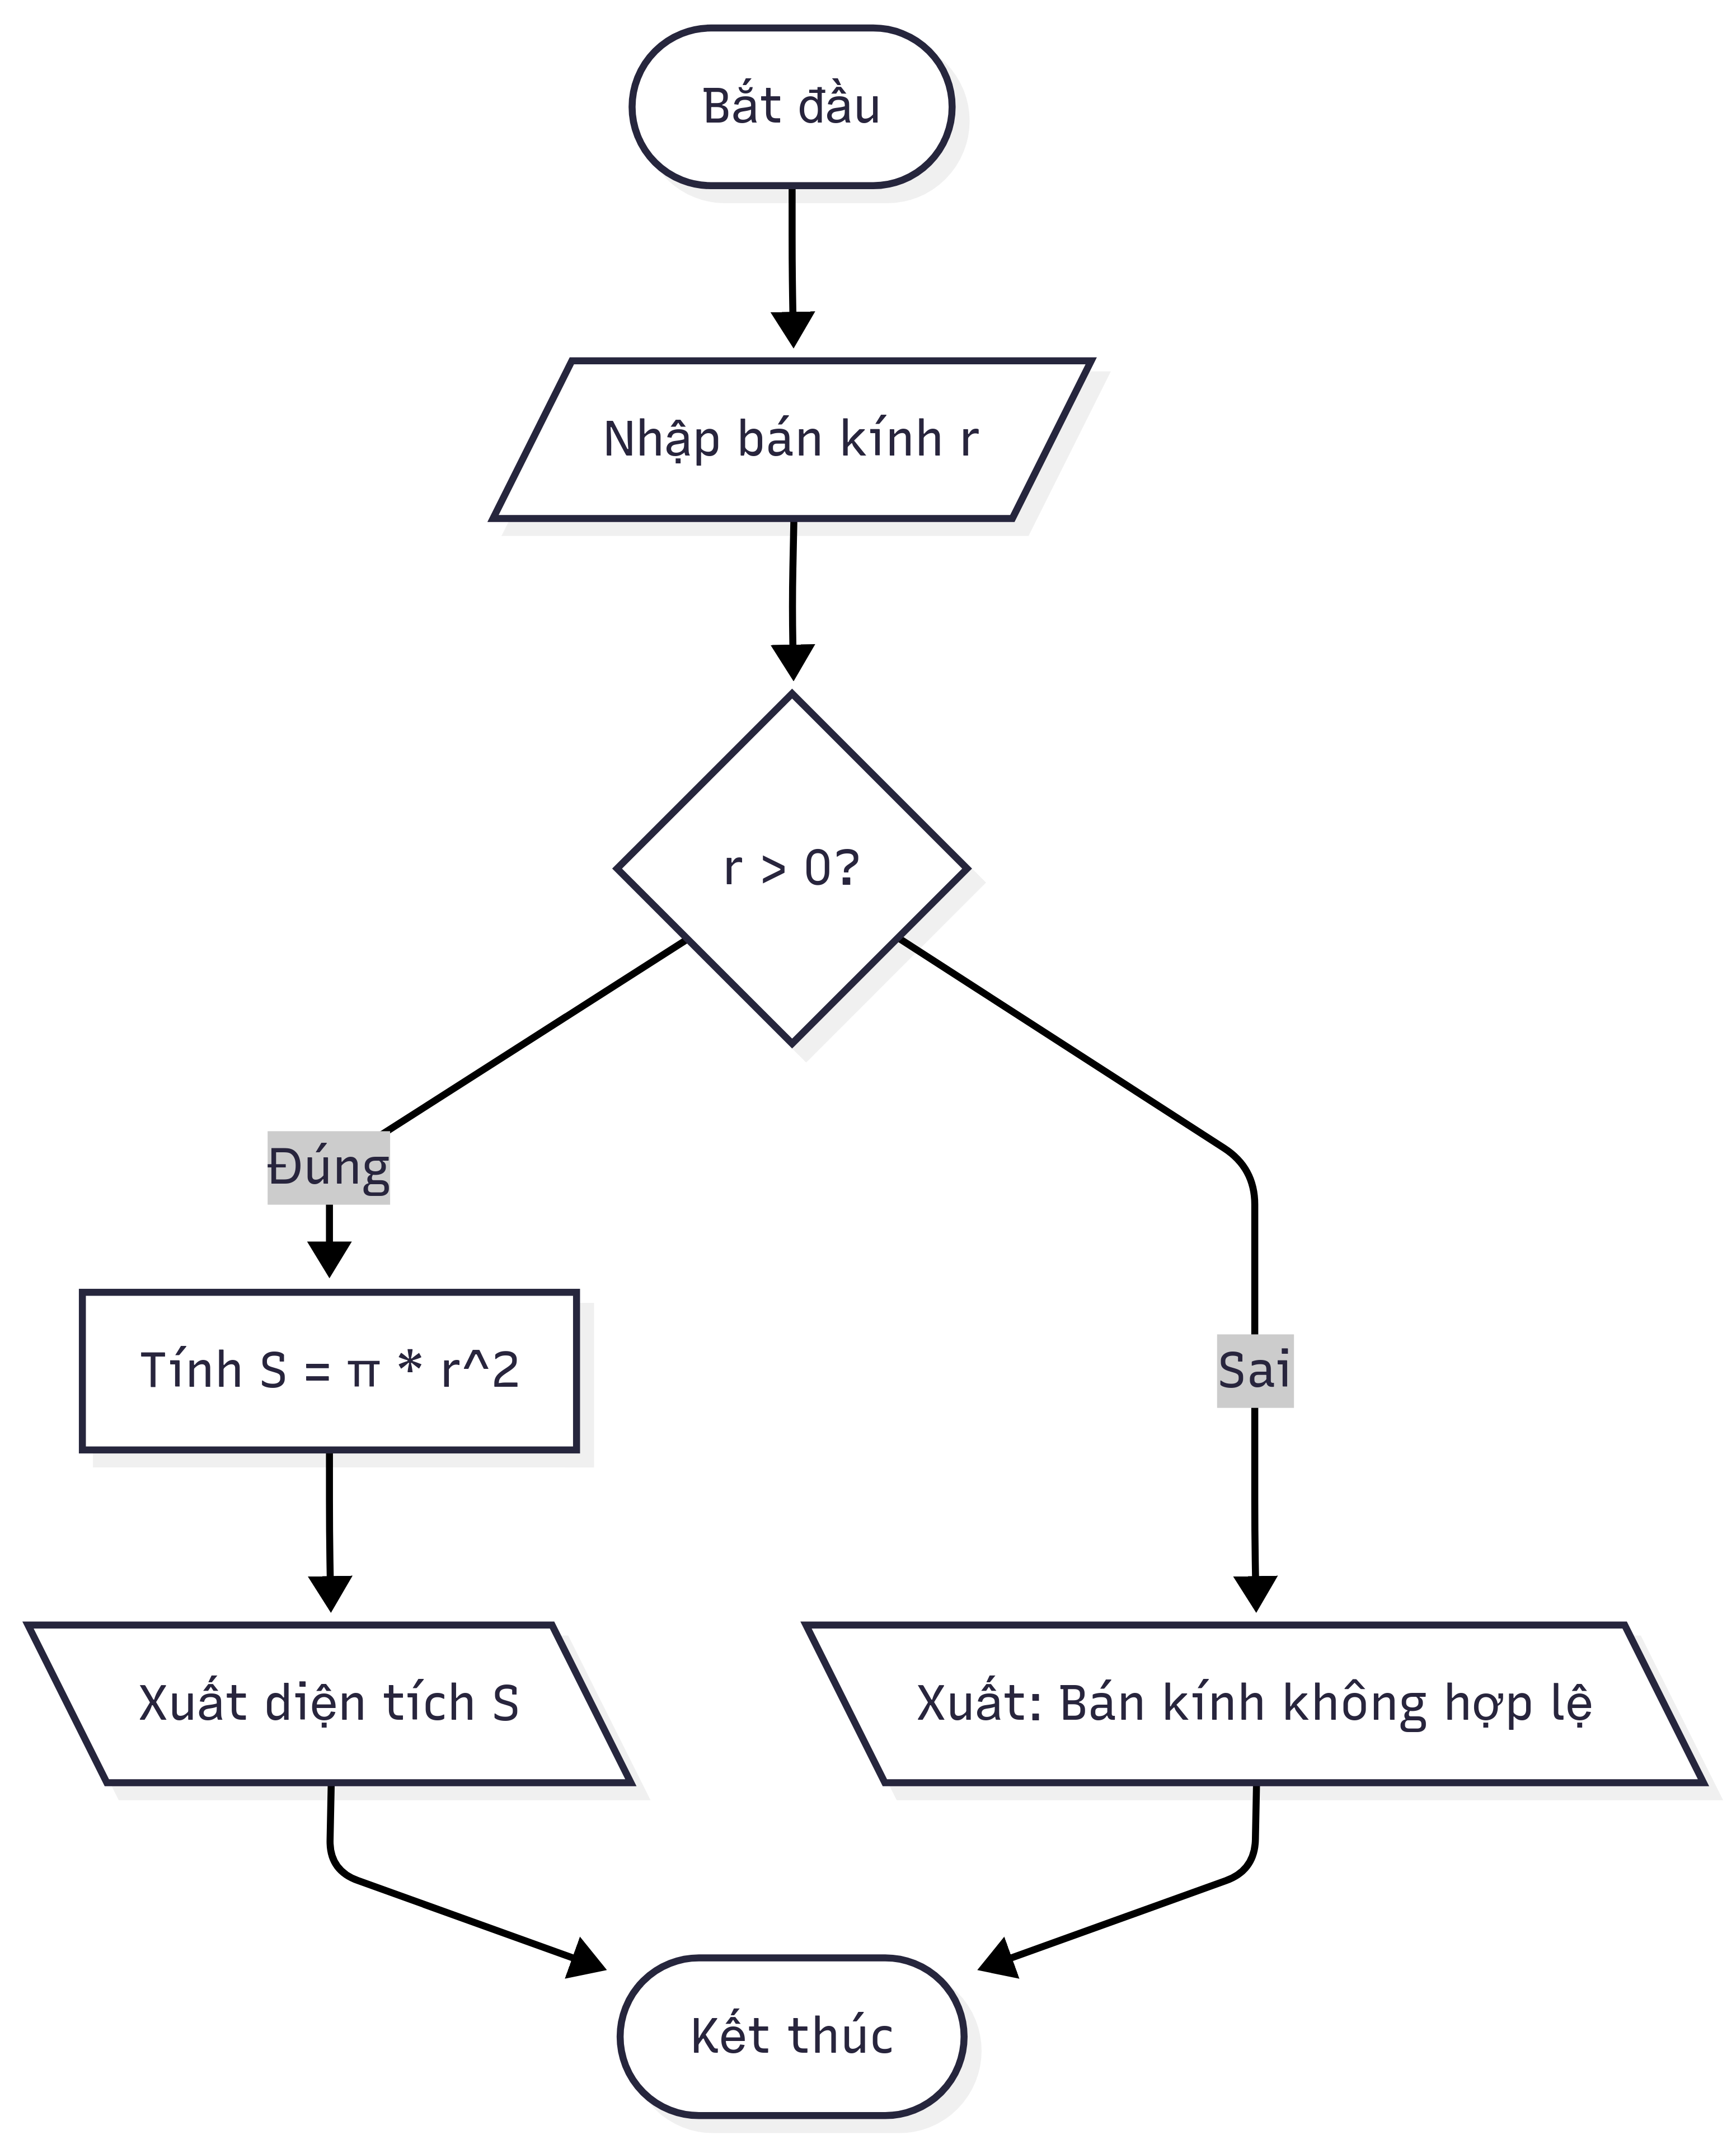 Bắt đầu
Nhập bán kính r
r > 0?
Đúng
Tính S = π * r^2
Sai
Xuất diện tích S
Xuất: Bán kính không hợp lệ
Kết thúc